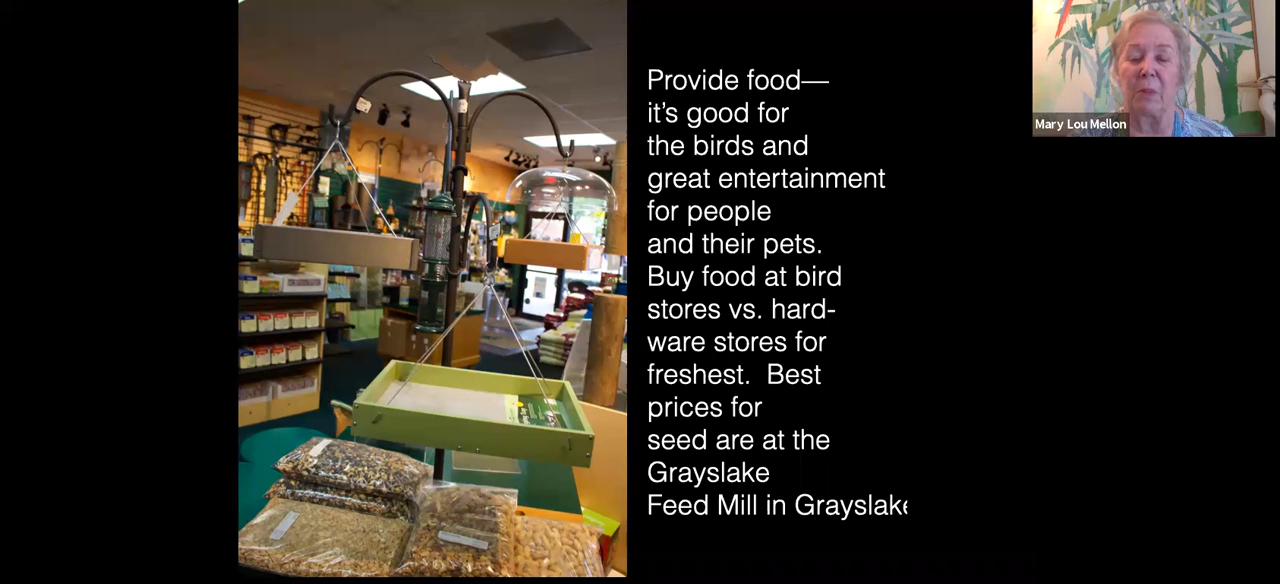 Provide food—
it’s good for
the birds and
great entertainment
for people
and their pets.
Buy food at bird
stores vs. hard-
ware stores for
freshest.  Best
prices for
seed are at the
Grayslake
Feed Mill in Grayslake
Mary Lou Mellon